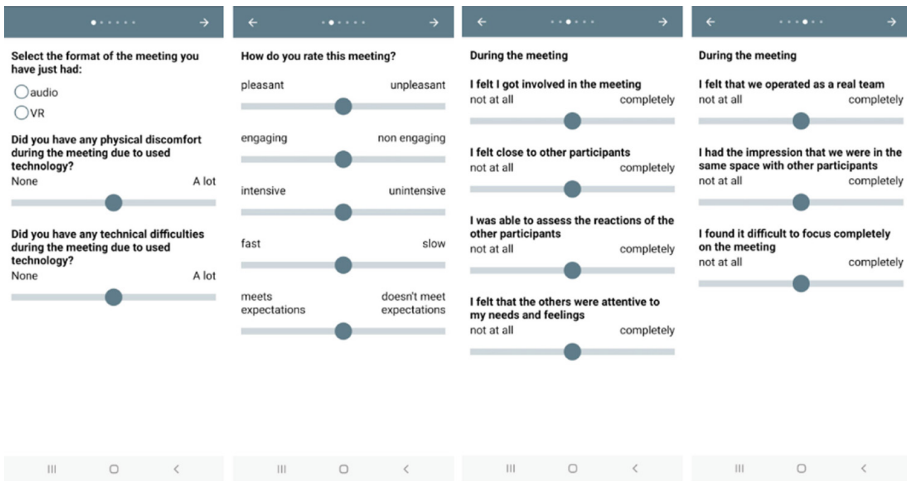 Select the format of the meeting you
have just had:
audio
VR
Did you have any physical discomfort
during the meeting due to used
technology?
None A lot
Did you have any technical difficulties
during the meeting due to used
technology?
None A lot
How do you rate this meeting?
pleasant unpleasant
engaging non engaging
intensive unintensive
fast slow
meets doesn't meet
expectations expectations
During the meeting
I felt I got involved in the meeting
not at all completely
I felt close to other participants
not at all completely
I was able to assess the reactions of the
other participants
not at all completely
I felt that the others were attentive to
my needs and feelings
not at all completely
During the meeting
I felt that we operated as a real team
not at all completely
I had the impression that we were in the
same space with other participants
not at all completely
I found it difficult to focus completely
on the meeting
not at all completely